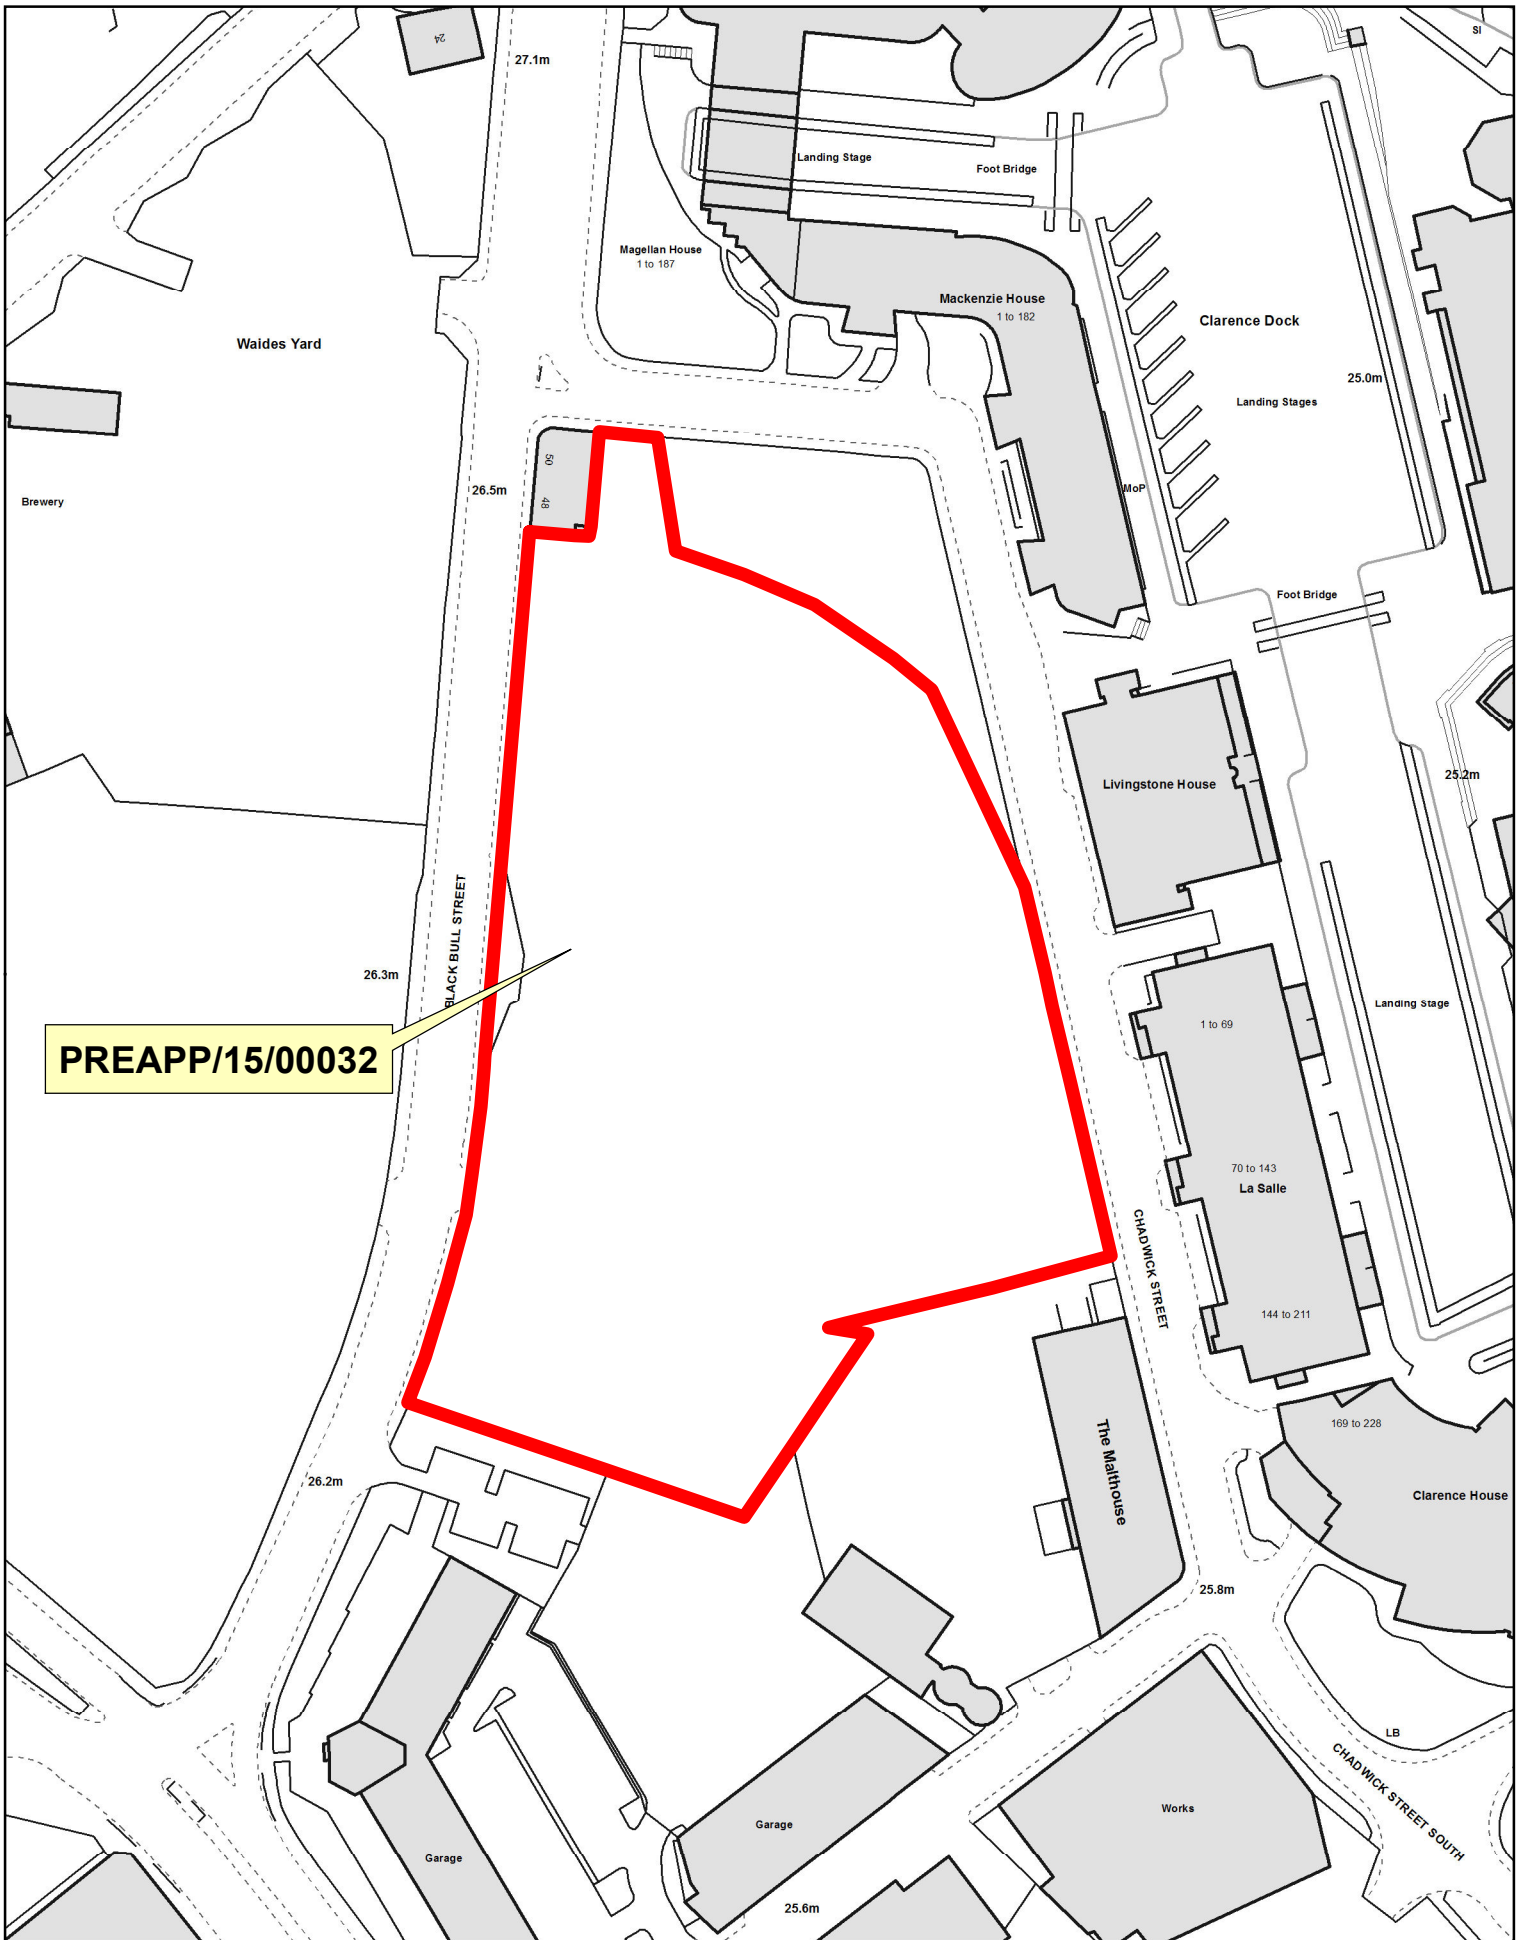 24
27.1m
SI
Landing Stage
Foot Bridge
Magellan House
1 to 187
Mackenzie House
1 to 182
Clarence Dock
Waides Yard
25.0m
Landing Stages
50
48
26.5m
MoP
Brewery
Foot Bridge
25.2m
Livingstone House
BLACK BULL STREET
26.3m
Landing Stage
1 to 69
PREAPP/15/00032
70 to 143
La Salle
CHADWICK STREET
144 to 211
169 to 228
The Malthouse
26.2m
Clarence House
25.8m
LB
CHADWICK STREET SOUTH
Works
Garage
Garage
25.6m